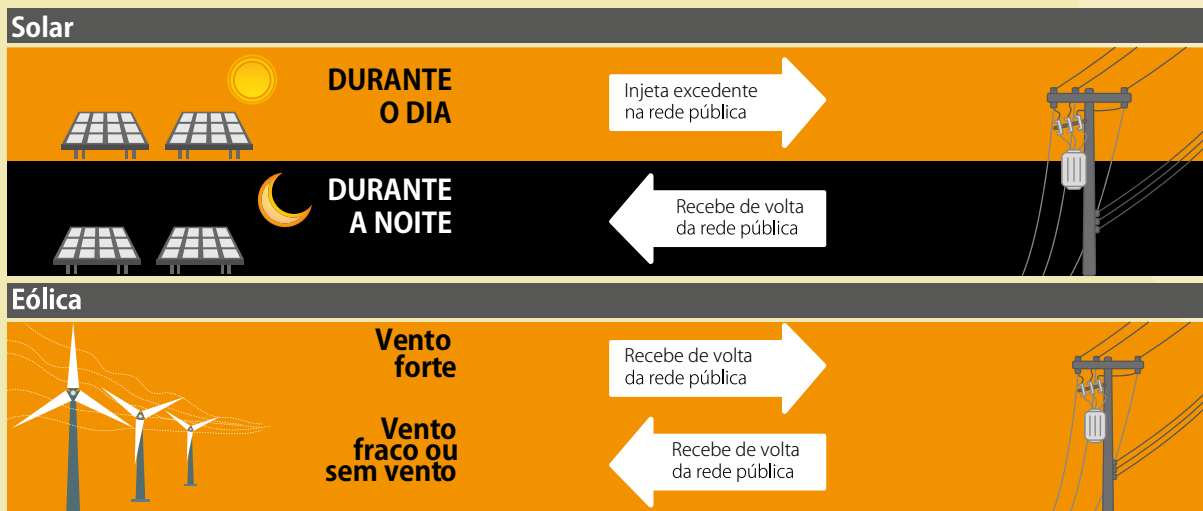 Solar
DURANTE
O DIA
Injeta excedente
na rede pública
DURANTE
A NOITE
Recebe de volta
da rede pública
Eólica
Vento
forte
Recebe de volta
da rede pública
Vento
fraco ou
sem vento
Recebe de volta
da rede pública